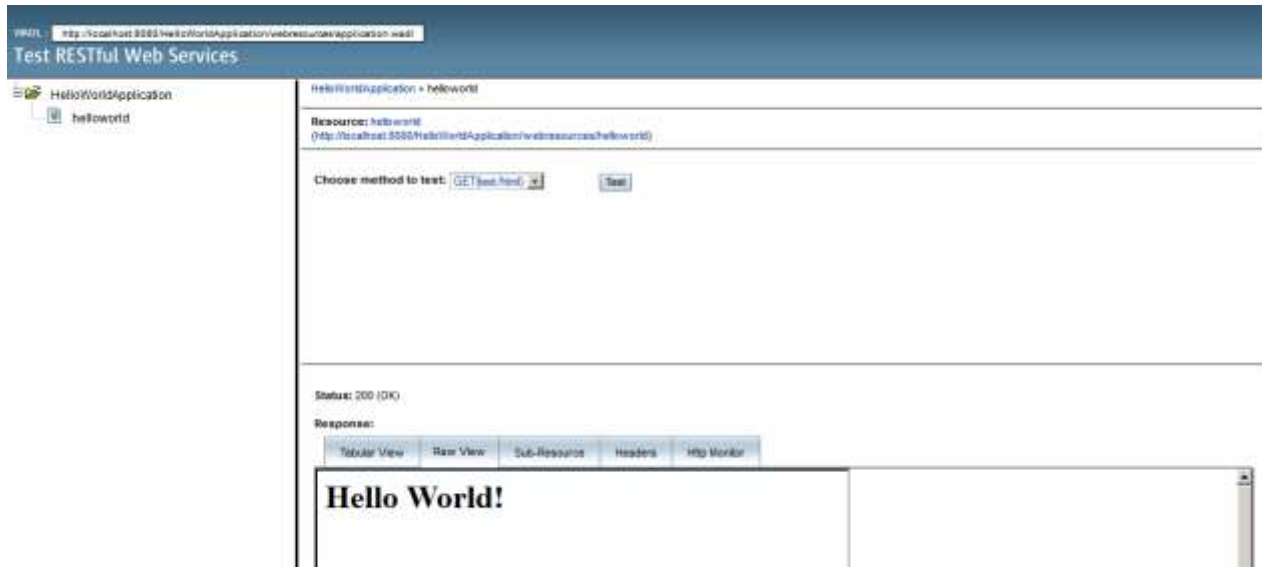 WADL : http://localhost:8080/HelloWorldApplication/webresources/application.wadl
Test RESTful Web Services
HelloWorldApplication
helloworld
HelloWorldApplication » helloworld
Resource: helloworld
(http://localhost:8080/HelloWorldApplication/webresources/helloworld)
Choose method to test: GET(text/html) Test
Status: 200 (OK)
Response:
Tabular View Raw View Sub-Resource Headers Http Monitor
Hello World!